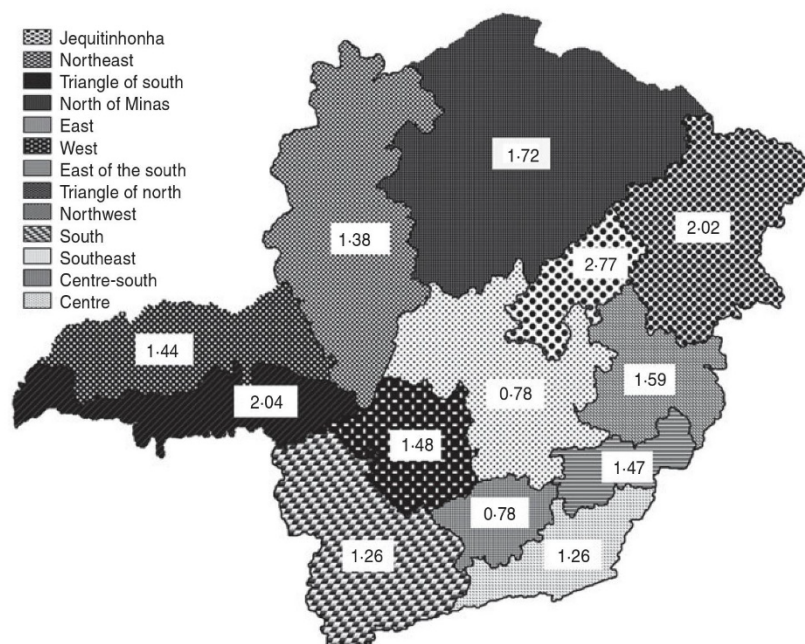 Jequitinhonha
Northeast
Triangle of south
North of Minas
East
West
East of the south
Triangle of north
Northwest
South
Southeast
Centre-south
Centre
1·72
2·02
1·38
2·77
1·44
1·59
2·04
0·78
1·48
1·47
0·78
1·26
1·26